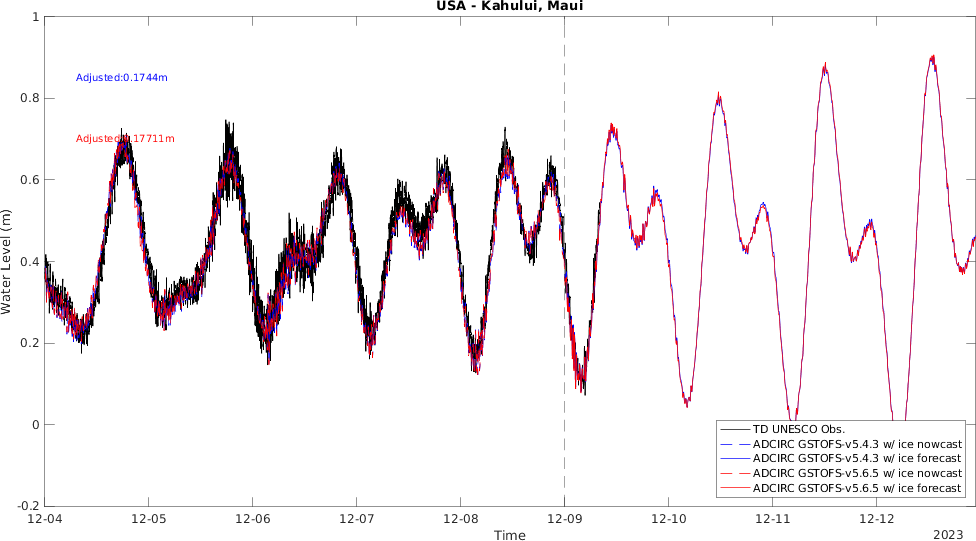 USA - Kahului, Maui
1
0.8
0.6
0.4
0.2
0
-0.2
Water Level (m)
Adjusted:0.1744m
Adjusted:0.17711m
TD UNESCO Obs.
ADCIRC GSTOFS-v5.4.3 w/ ice nowcast
ADCIRC GSTOFS-v5.4.3 w/ ice forecast
ADCIRC GSTOFS-v5.6.5 w/ ice nowcast
ADCIRC GSTOFS-v5.6.5 w/ ice forecast
12-04 12-05 12-06 12-07 12-08 12-09 12-10 12-11 12-12
Time
2023